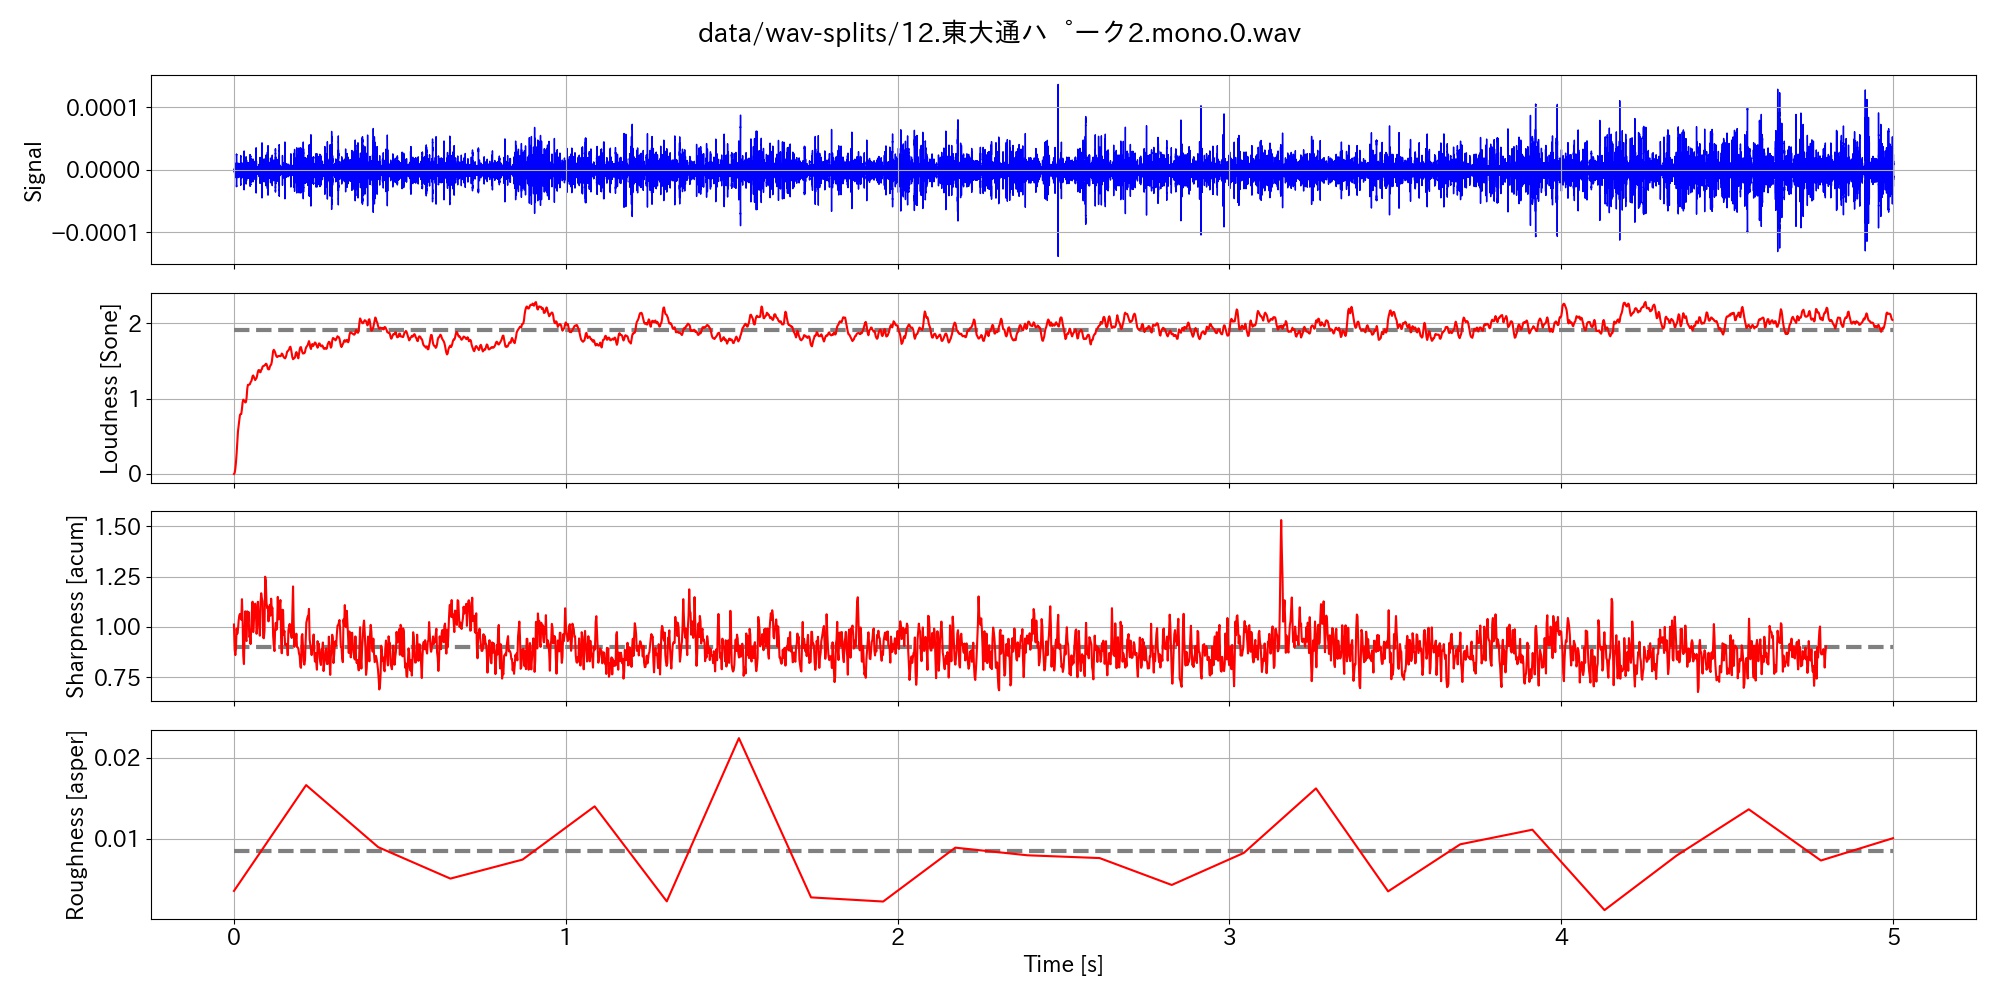 data/wav-splits/12.東大通ハ゜ーク2.mono.0.wav
0.0001
0.0000
−0.0001
Signal
2
1
0
Loudness [Sone]
1.50
1.25
1.00
0.75
Sharpness [acum]
0.02
0.01
Roughness [asper]
0 1 2 3 4 5
Time [s]